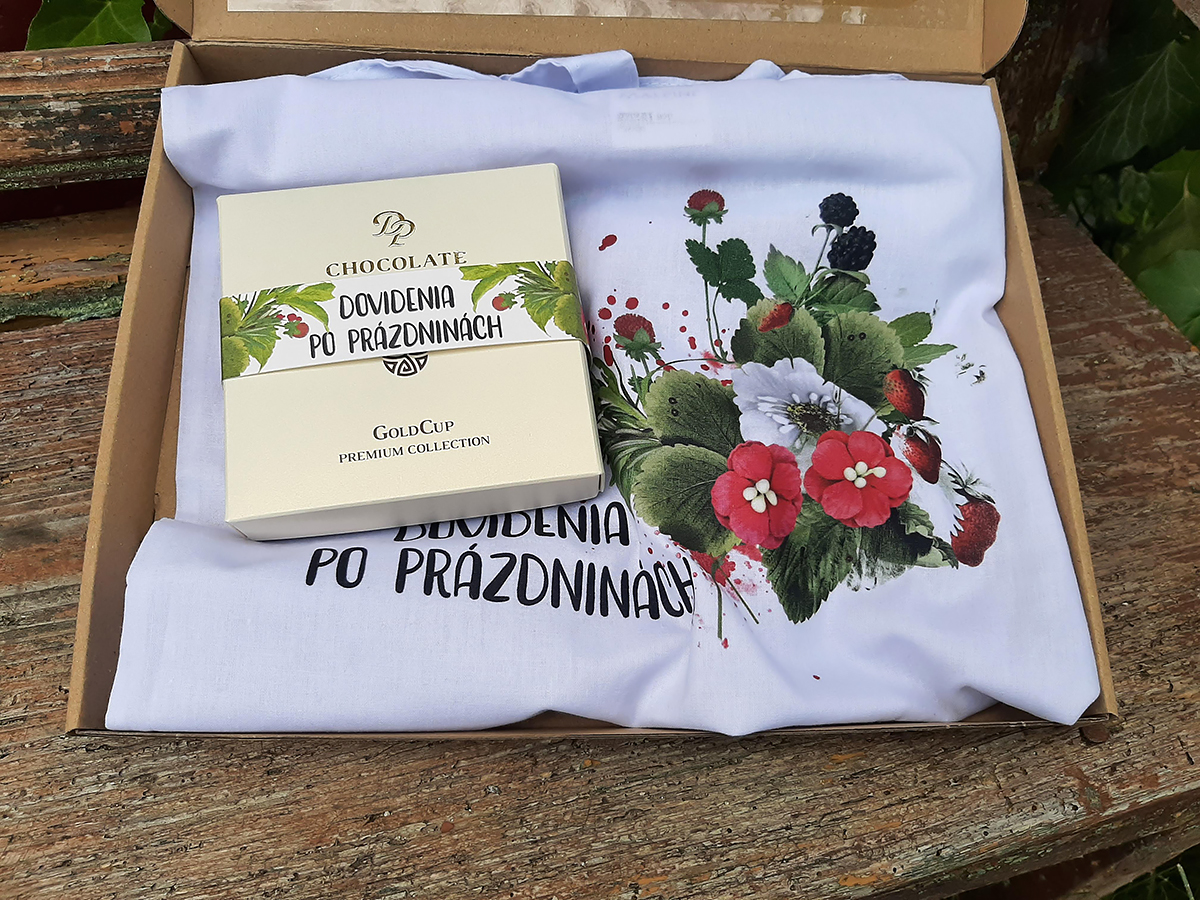 DP
CHOCOLATE
DOVIDENIA
PO PRÁZDNINÁCH
GOLDCUP
PREMIUM COLLECTION
DOVIDENIA
PO PRÁZDNINÁCH